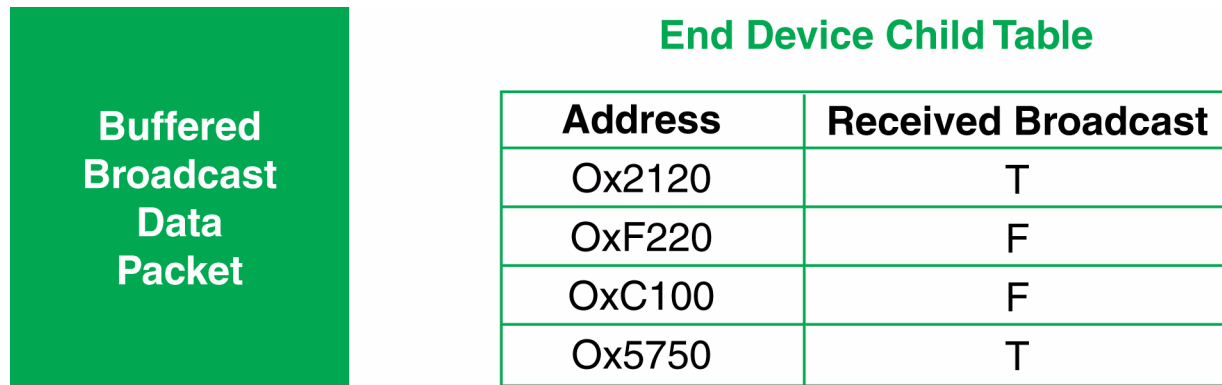 Buffered
Broadcast
Data
Packet
End Device Child Table
Address Received Broadcast
Ox2120 T
OxF220 F
OxC100 F
Ox5750 T